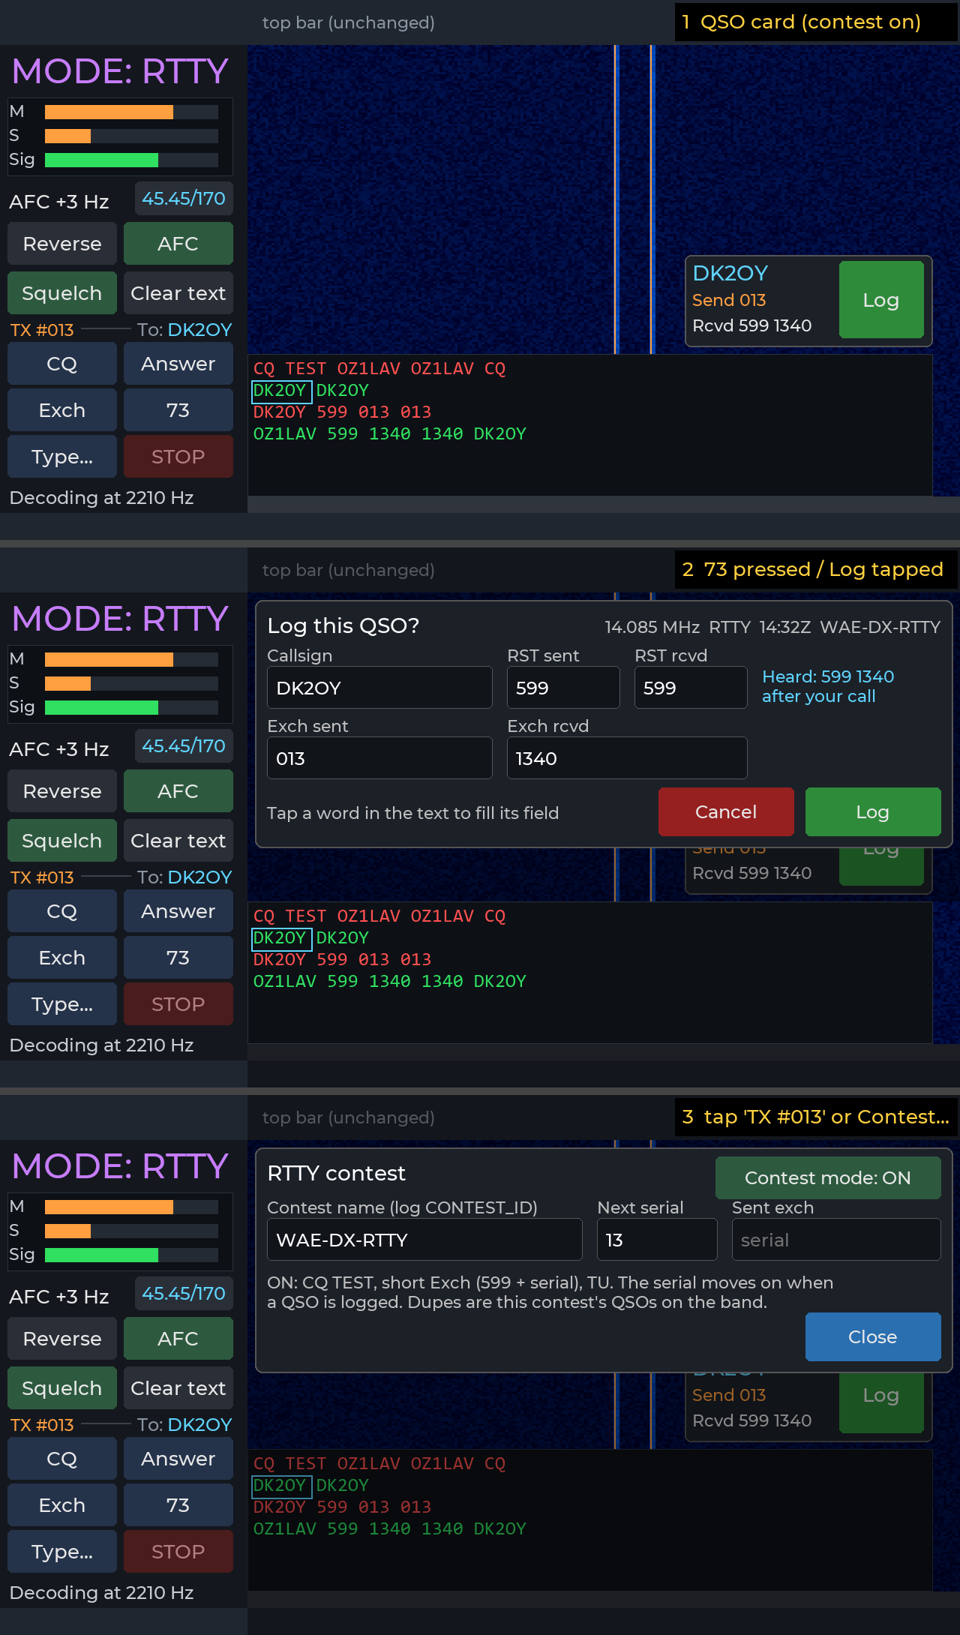 top bar (unchanged)
1 QSO card (contest on)
MODE: RTTY
M
S
Sig
AFC +3 Hz
45.45/170
Reverse
AFC
Squelch
Clear text
TX #013
To: DK2OY
CQ
Answer
Exch
73
Type...
STOP
Decoding at 2210 Hz
DK2OY
Send 013
Rcvd 599 1340
Log
CQ TEST OZ1LAV OZ1LAV CQ
DK2OY DK2OY
DK2OY 599 013 013
OZ1LAV 599 1340 1340 DK2OY
top bar (unchanged)
2 73 pressed / Log tapped
MODE: RTTY
M
S
Sig
AFC +3 Hz
45.45/170
Reverse
AFC
Squelch
Clear text
TX #013
To: DK2OY
CQ
Answer
Exch
73
Type...
STOP
Decoding at 2210 Hz
Log this QSO?
14.085 MHz RTTY 14:32Z WAE-DX-RTTY
Callsign
RST sent
RST rcvd
DK2OY
599
599
Heard: 599 1340
after your call
Exch sent
Exch rcvd
013
1340
Tap a word in the text to fill its field
Cancel
Log
Send 013
Rcvd 599 1340
Log
CQ TEST OZ1LAV OZ1LAV CQ
DK2OY DK2OY
DK2OY 599 013 013
OZ1LAV 599 1340 1340 DK2OY
top bar (unchanged)
3 tap 'TX #013' or Contest...
MODE: RTTY
M
S
Sig
AFC +3 Hz
45.45/170
Reverse
AFC
Squelch
Clear text
TX #013
To: DK2OY
CQ
Answer
Exch
73
Type...
STOP
Decoding at 2210 Hz
RTTY contest
Contest mode: ON
Contest name (log CONTEST_ID)
Next serial
Sent exch
WAE-DX-RTTY
13
serial
ON: CQ TEST, short Exch (599 + serial), TU. The serial moves on when
a QSO is logged. Dupes are this contest's QSOs on the band.
Close
DK2OY
Send 013
Rcvd 599 1340
Log
CQ TEST OZ1LAV OZ1LAV CQ
DK2OY DK2OY
DK2OY 599 013 013
OZ1LAV 599 1340 1340 DK2OY